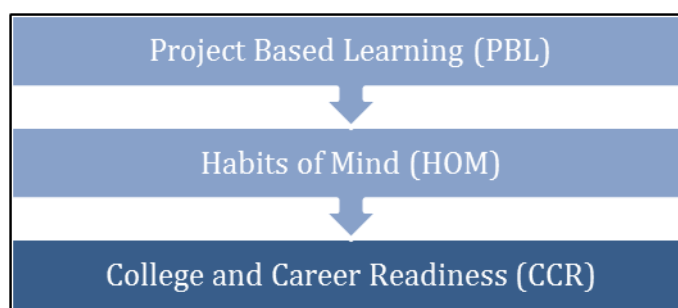 Project Based Learning (PBL)
Habits of Mind (HOM)
College and Career Readiness (CCR)